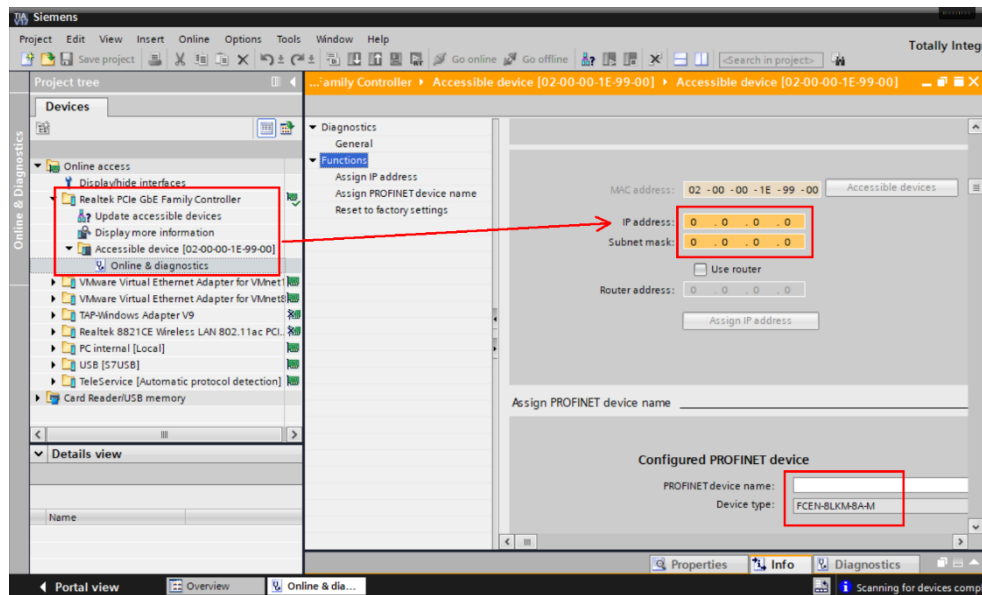 Siemens
Project Edit View Insert Online Options Tools Window Help
Save project Go online Go offline <Search in project> Totally Integ
Project tree
...amily Controller Accessible device [02-00-00-1E-99-00] Accessible device [02-00-00-1E-99-00]
Devices
Online & Diagnostics
Online access
Display/hide interfaces
Realtek PCIe GbE Family Controller
Update accessible devices
Display more information
Accessible device [02-00-00-1E-99-00]
Online & diagnostics
VMware Virtual Ethernet Adapter for VMnet1
VMware Virtual Ethernet Adapter for VMnet8
TAP-Windows Adapter V9
Realtek 8821CE Wireless LAN 802.11ac PCI..
PC internal [Local]
USB [S7USB]
TeleService [Automatic protocol detection]
Card Reader/USB memory
Details view
Name
Diagnostics
General
Functions
Assign IP address
Assign PROFINET device name
Reset to factory settings
MAC address: 02 -00 -00 -1E -99 -00 Accessible devices
IP address: 0 . 0 . 0 . 0
Subnet mask: 0 . 0 . 0 . 0
Use router
Router address: 0 . 0 . 0 . 0
Assign IP address
Assign PROFINET device name
Configured PROFINET device
PROFINET device name:
Device type: FCEN-8LKM-8A-M
Properties Info Diagnostics
Portal view Overview Online & dia... Scanning for devices comp